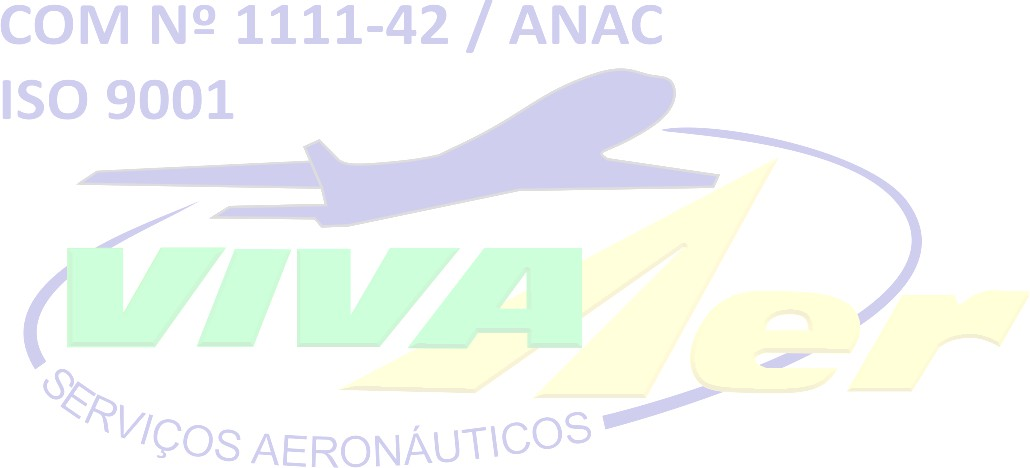 COM Nº 1111-42 / ANAC
ISO 9001
VIVAAer
SERVIÇOS AERONÁUTICOS